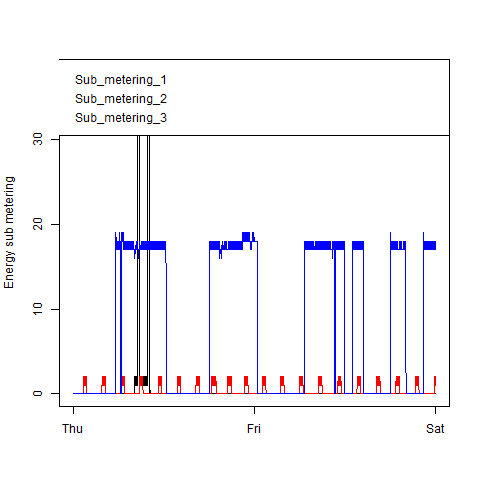 Sub_metering_1
Sub_metering_2
Sub_metering_3
30
20
10
0
Energy sub metering
Thu Fri Sat